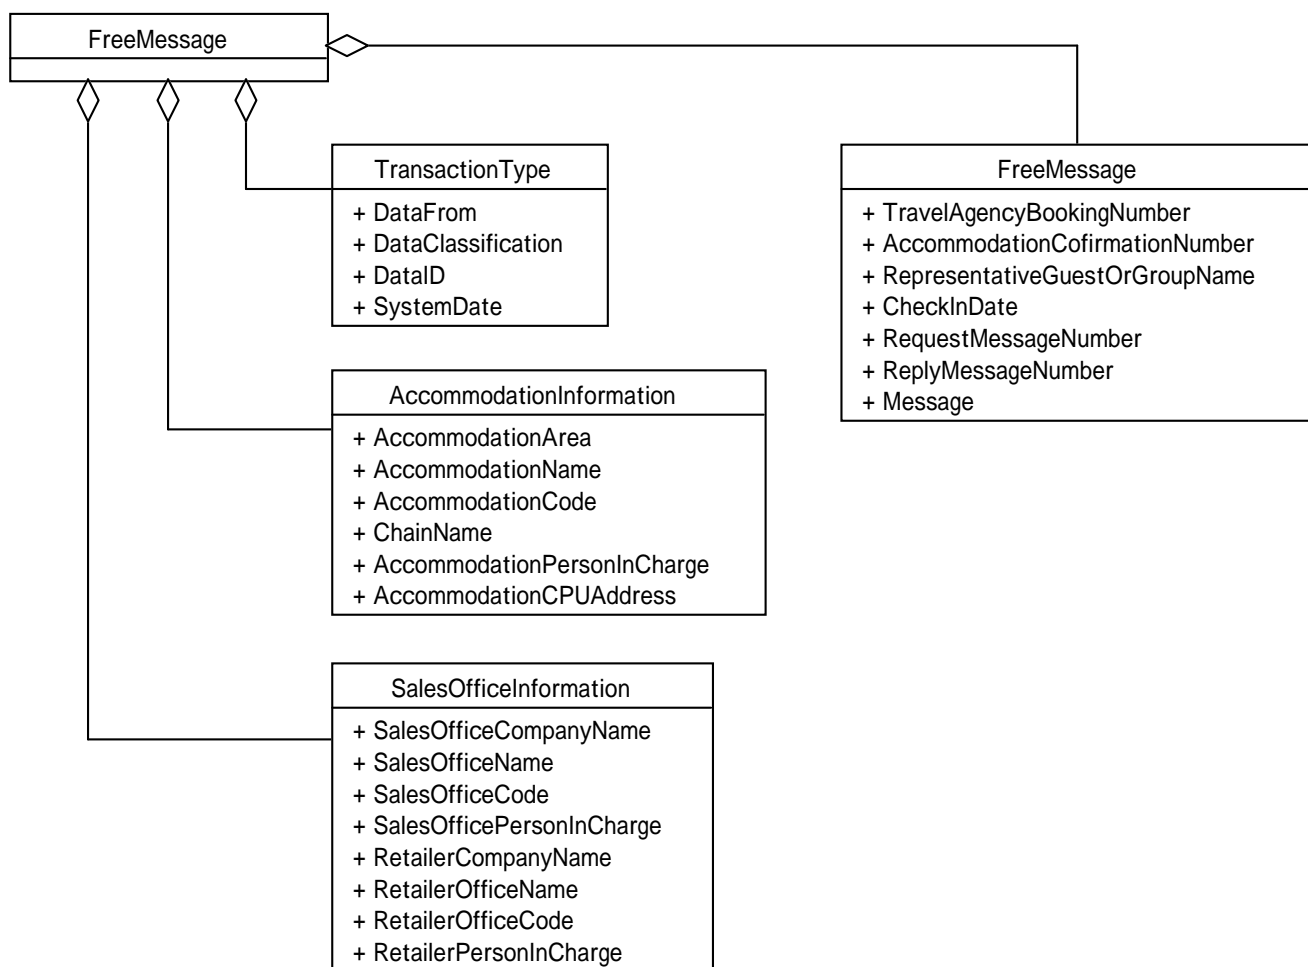 FreeMessage
TransactionType
+ DataFrom
+ DataClassification
+ DataID
+ SystemDate
FreeMessage
+ TravelAgencyBookingNumber
+ AccommodationCofirmationNumber
+ RepresentativeGuestOrGroupName
+ CheckInDate
+ RequestMessageNumber
+ ReplyMessageNumber
+ Message
AccommodationInformation
+ AccommodationArea
+ AccommodationName
+ AccommodationCode
+ ChainName
+ AccommodationPersonInCharge
+ AccommodationCPUAddress
SalesOfficeInformation
+ SalesOfficeCompanyName
+ SalesOfficeName
+ SalesOfficeCode
+ SalesOfficePersonInCharge
+ RetailerCompanyName
+ RetailerOfficeName
+ RetailerOfficeCode
+ RetailerPersonInCharge